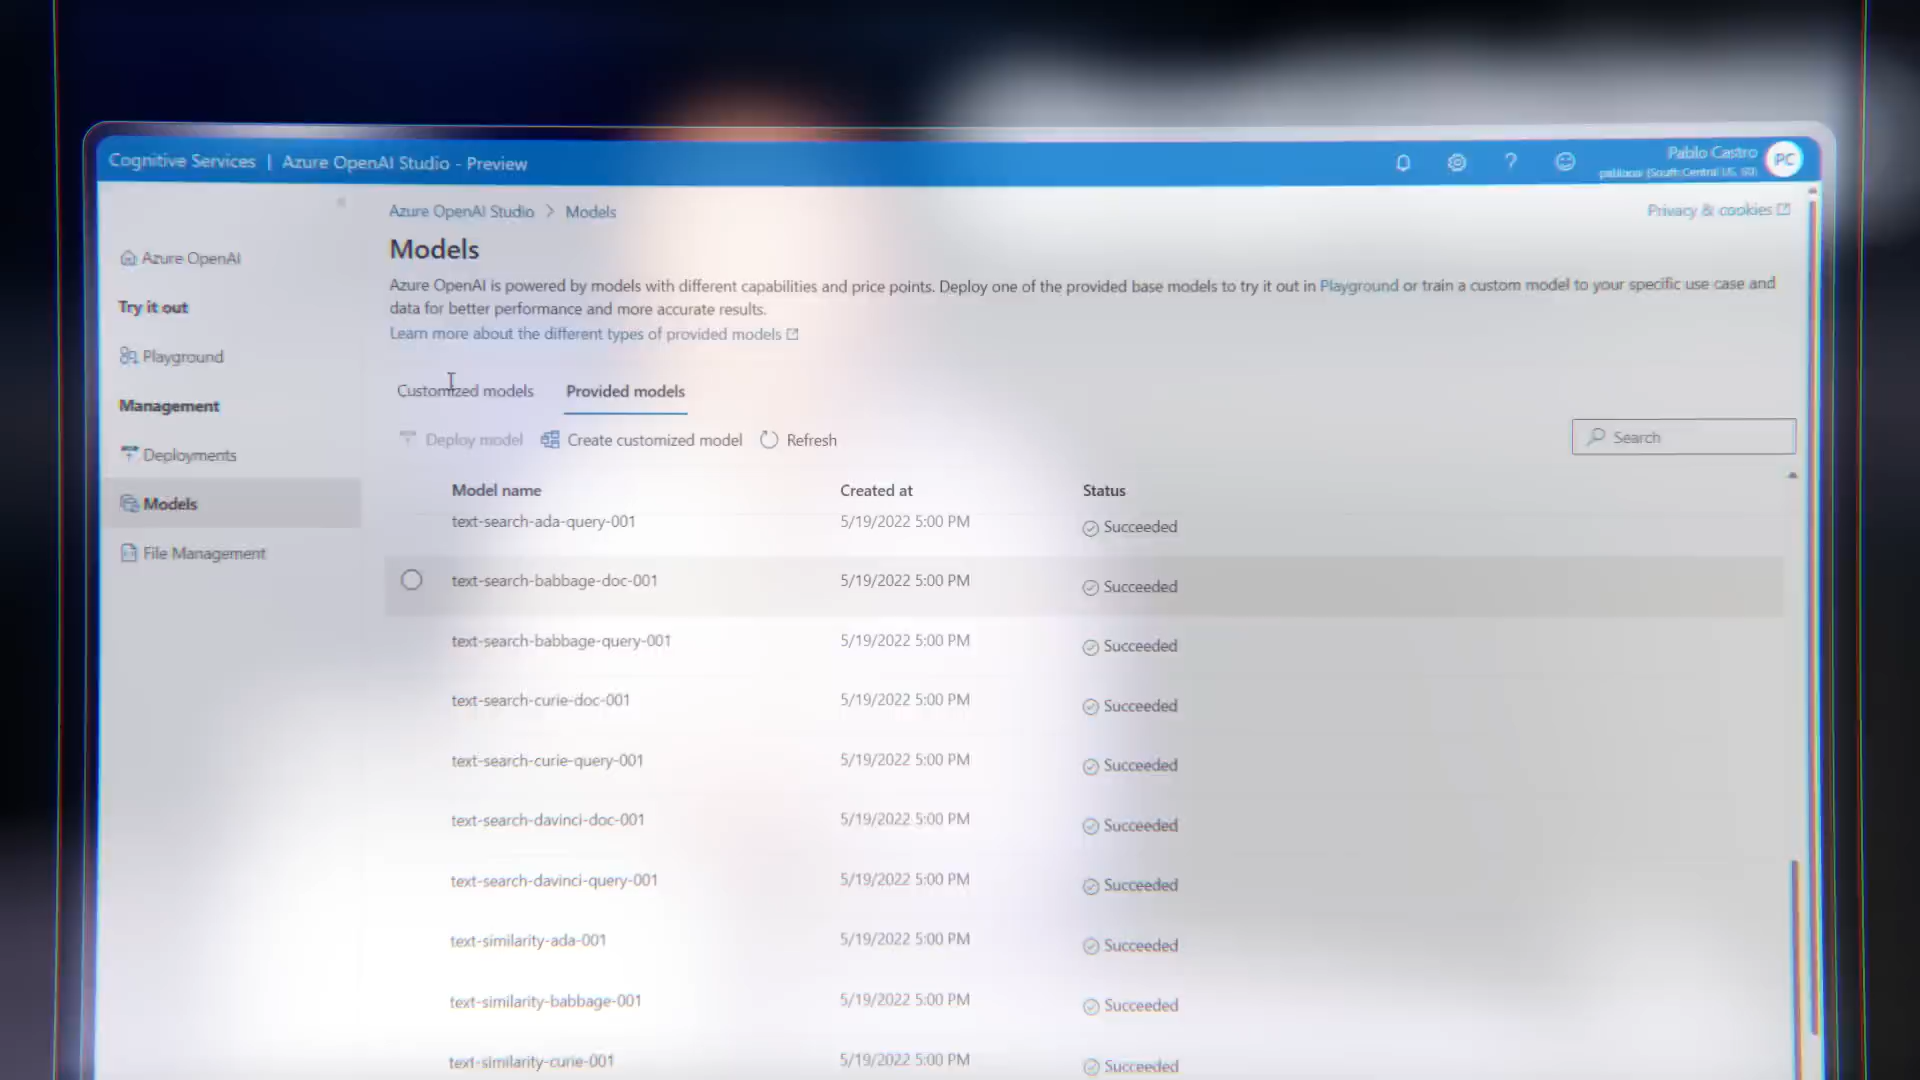 Cognitive Services | Azure OpenAI Studio - Preview
Pablo Castro
PC
(South Central US, S0)
Azure OpenAI Studio > Models
Privacy & cookies
Azure OpenAI
Models
Azure OpenAI is powered by models with different capabilities and price points. Deploy one of the provided base models to try it out in Playground or train a custom model to your specific use case and
data for better performance and more accurate results.
Learn more about the different types of provided models
Try it out
Playground
Management
Deployments
Models
File Management
Customized models Provided models
Deploy model Create customized model Refresh
Search
Model name Created at Status
text-search-ada-query-001 5/19/2022 5:00 PM Succeeded
text-search-babbage-doc-001 5/19/2022 5:00 PM Succeeded
text-search-babbage-query-001 5/19/2022 5:00 PM Succeeded
text-search-curie-doc-001 5/19/2022 5:00 PM Succeeded
text-search-curie-query-001 5/19/2022 5:00 PM Succeeded
text-search-davinci-doc-001 5/19/2022 5:00 PM Succeeded
text-search-davinci-query-001 5/19/2022 5:00 PM Succeeded
text-similarity-ada-001 5/19/2022 5:00 PM Succeeded
text-similarity-babbage-001 5/19/2022 5:00 PM Succeeded
text-similarity-curie-001 5/19/2022 5:00 PM Succeeded